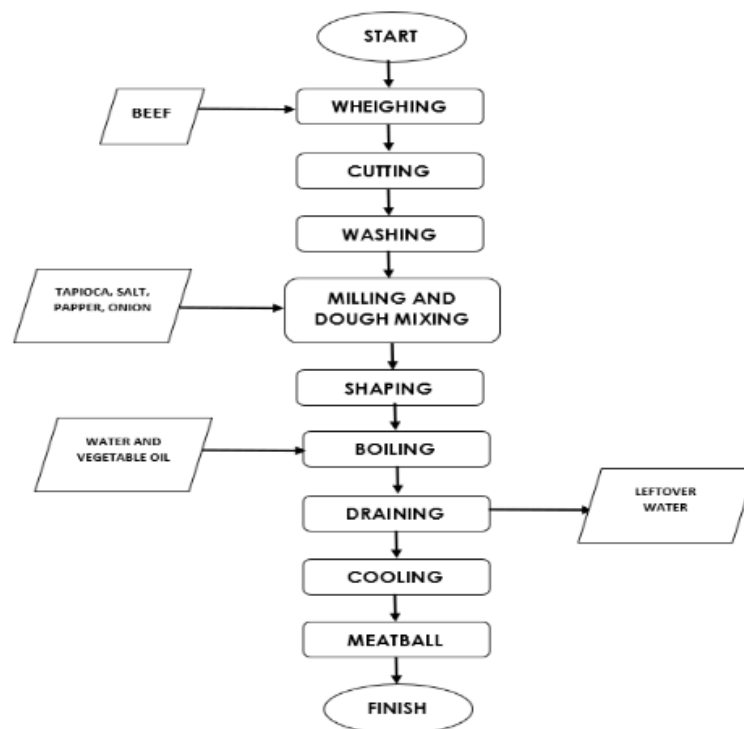 START
BEEF
WHEIGHING
CUTTING
WASHING
TAPIOCA, SALT,
PAPPER, ONION
MILLING AND
DOUGH MIXING
SHAPING
WATER AND
VEGETABLE OIL
BOILING
DRAINING
LEFTOVER
WATER
COOLING
MEATBALL
FINISH